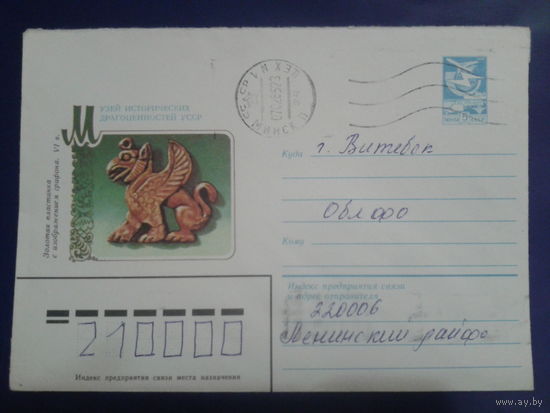 МУЗЕЙ ИСТОРИЧЕСКИХ
ДРАГОЦЕННОСТЕЙ УССР
Золотая пластинка
с изображением грифона. VI в.
МИНСК
Куда
г. Витебск
Облфо
Кому
Индекс предприятия связи
и адрес отправителя
220006
Ленинский райфо
210000
Индекс предприятия связи места назначения
www.ay.by